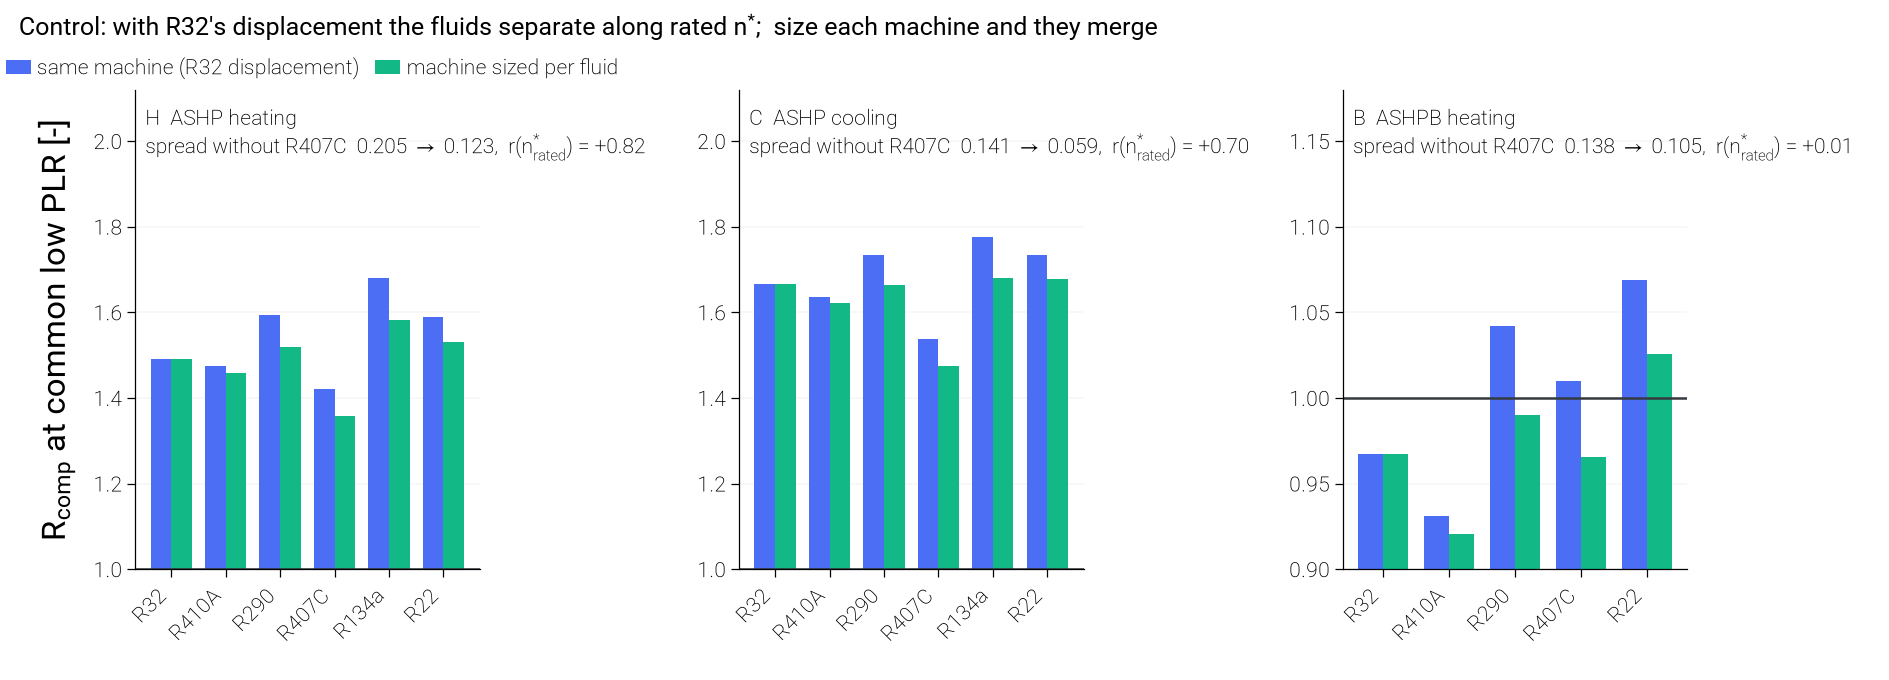 Control: with R32's displacement the fluids separate along rated n*;  size each machine and they merge
same machine (R32 displacement)
machine sized per fluid
R_comp at common low PLR [-]
H  ASHP heating
spread without R407C  0.205 → 0.123,  r(n*_rated) = +0.82
2.0
1.8
1.6
1.4
1.2
1.0
R32
R410A
R290
R407C
R134a
R22
C  ASHP cooling
spread without R407C  0.141 → 0.059,  r(n*_rated) = +0.70
2.0
1.8
1.6
1.4
1.2
1.0
R32
R410A
R290
R407C
R134a
R22
B  ASHPB heating
spread without R407C  0.138 → 0.105,  r(n*_rated) = +0.01
1.15
1.10
1.05
1.00
0.95
0.90
R32
R410A
R290
R407C
R22